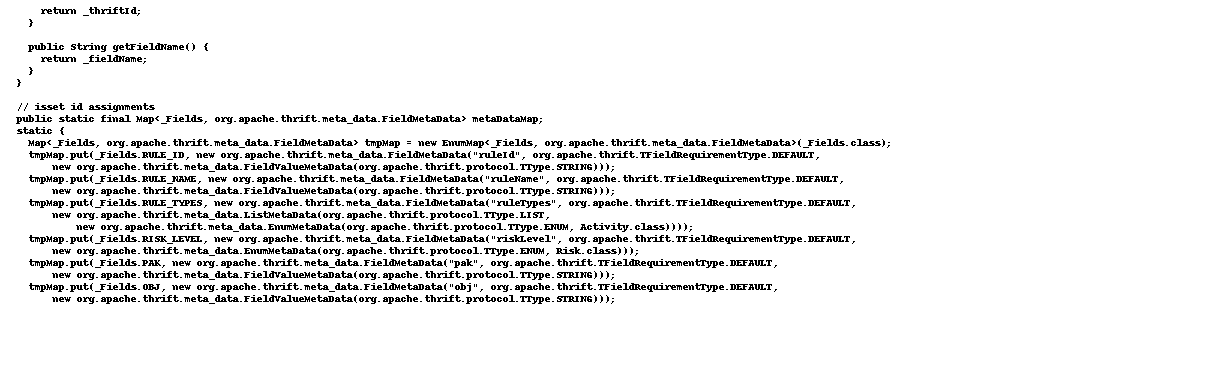 return _thriftId;
}
public String getFieldName() {
return _fieldName;
}
}
// isset id assignments
public static final Map<_Fields, org.apache.thrift.meta_data.FieldMetaData> metaDataMap;
static {
Map<_Fields, org.apache.thrift.meta_data.FieldMetaData> tmpMap = new EnumMap<_Fields, org.apache.thrift.meta_data.FieldMetaData>(_Fields.class);
tmpMap.put(_Fields.RULE_ID, new org.apache.thrift.meta_data.FieldMetaData("ruleId", org.apache.thrift.TFieldRequirementType.DEFAULT,
new org.apache.thrift.meta_data.FieldValueMetaData(org.apache.thrift.protocol.TType.STRING)));
tmpMap.put(_Fields.RULE_NAME, new org.apache.thrift.meta_data.FieldMetaData("ruleName", org.apache.thrift.TFieldRequirementType.DEFAULT,
new org.apache.thrift.meta_data.FieldValueMetaData(org.apache.thrift.protocol.TType.STRING)));
tmpMap.put(_Fields.RULE_TYPES, new org.apache.thrift.meta_data.FieldMetaData("ruleTypes", org.apache.thrift.TFieldRequirementType.DEFAULT,
new org.apache.thrift.meta_data.ListMetaData(org.apache.thrift.protocol.TType.LIST,
new org.apache.thrift.meta_data.EnumMetaData(org.apache.thrift.protocol.TType.ENUM, Activity.class))));
tmpMap.put(_Fields.RISK_LEVEL, new org.apache.thrift.meta_data.FieldMetaData("riskLevel", org.apache.thrift.TFieldRequirementType.DEFAULT,
new org.apache.thrift.meta_data.EnumMetaData(org.apache.thrift.protocol.TType.ENUM, Risk.class)));
tmpMap.put(_Fields.PAK, new org.apache.thrift.meta_data.FieldMetaData("pak", org.apache.thrift.TFieldRequirementType.DEFAULT,
new org.apache.thrift.meta_data.FieldValueMetaData(org.apache.thrift.protocol.TType.STRING)));
tmpMap.put(_Fields.OBJ, new org.apache.thrift.meta_data.FieldMetaData("obj", org.apache.thrift.TFieldRequirementType.DEFAULT,
new org.apache.thrift.meta_data.FieldValueMetaData(org.apache.thrift.protocol.TType.STRING)));